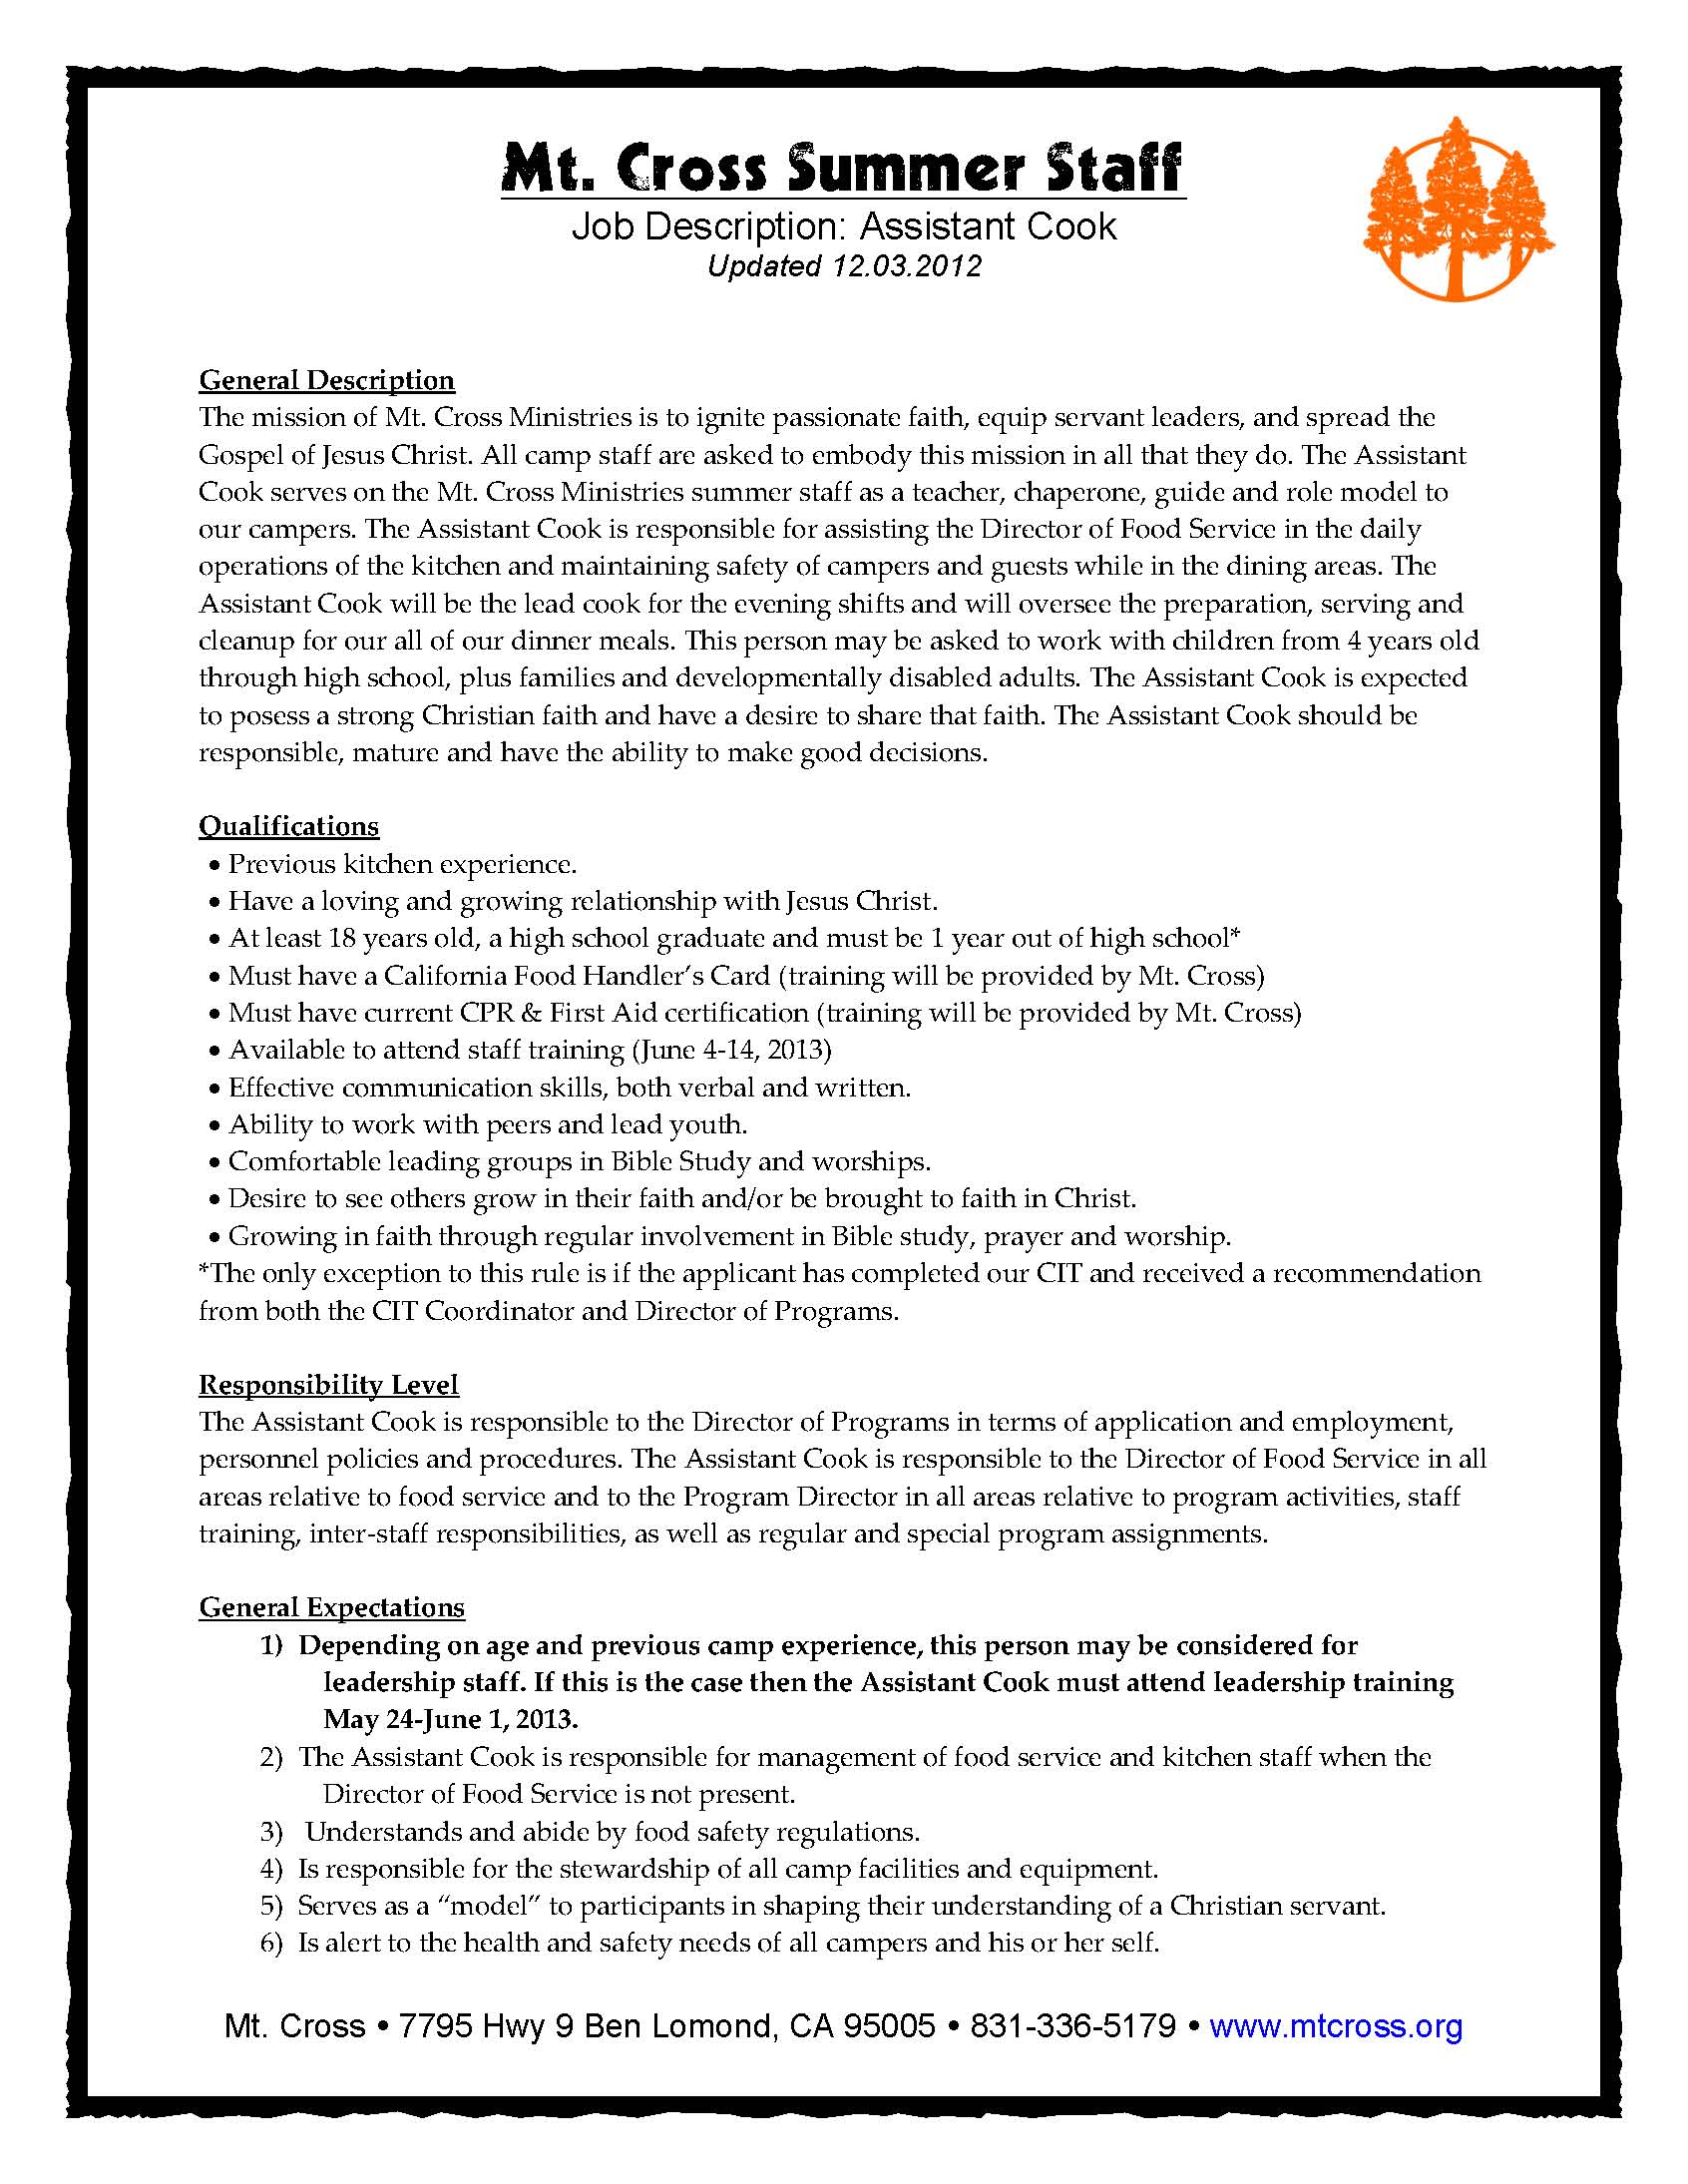 Mt. Cross Summer Staff
Job Description: Assistant Cook
Updated 12.03.2012
General Description
The mission of Mt. Cross Ministries is to ignite passionate faith, equip servant leaders, and spread the
Gospel of Jesus Christ. All camp staff are asked to embody this mission in all that they do. The Assistant
Cook serves on the Mt. Cross Ministries summer staff as a teacher, chaperone, guide and role model to
our campers. The Assistant Cook is responsible for assisting the Director of Food Service in the daily
operations of the kitchen and maintaining safety of campers and guests while in the dining areas. The
Assistant Cook will be the lead cook for the evening shifts and will oversee the preparation, serving and
cleanup for our all of our dinner meals. This person may be asked to work with children from 4 years old
through high school, plus families and developmentally disabled adults. The Assistant Cook is expected
to posess a strong Christian faith and have a desire to share that faith. The Assistant Cook should be
responsible, mature and have the ability to make good decisions.
Qualifications
• Previous kitchen experience.
• Have a loving and growing relationship with Jesus Christ.
• At least 18 years old, a high school graduate and must be 1 year out of high school*
• Must have a California Food Handler's Card (training will be provided by Mt. Cross)
• Must have current CPR & First Aid certification (training will be provided by Mt. Cross)
• Available to attend staff training (June 4-14, 2013)
• Effective communication skills, both verbal and written.
• Ability to work with peers and lead youth.
• Comfortable leading groups in Bible Study and worships.
• Desire to see others grow in their faith and/or be brought to faith in Christ.
• Growing in faith through regular involvement in Bible study, prayer and worship.
*The only exception to this rule is if the applicant has completed our CIT and received a recommendation
from both the CIT Coordinator and Director of Programs.
Responsibility Level
The Assistant Cook is responsible to the Director of Programs in terms of application and employment,
personnel policies and procedures. The Assistant Cook is responsible to the Director of Food Service in all
areas relative to food service and to the Program Director in all areas relative to program activities, staff
training, inter-staff responsibilities, as well as regular and special program assignments.
General Expectations
1) Depending on age and previous camp experience, this person may be considered for
leadership staff. If this is the case then the Assistant Cook must attend leadership training
May 24-June 1, 2013.
2) The Assistant Cook is responsible for management of food service and kitchen staff when the
Director of Food Service is not present.
3) Understands and abide by food safety regulations.
4) Is responsible for the stewardship of all camp facilities and equipment.
5) Serves as a “model” to participants in shaping their understanding of a Christian servant.
6) Is alert to the health and safety needs of all campers and his or her self.
Mt. Cross • 7795 Hwy 9 Ben Lomond, CA 95005 • 831-336-5179 • www.mtcross.org